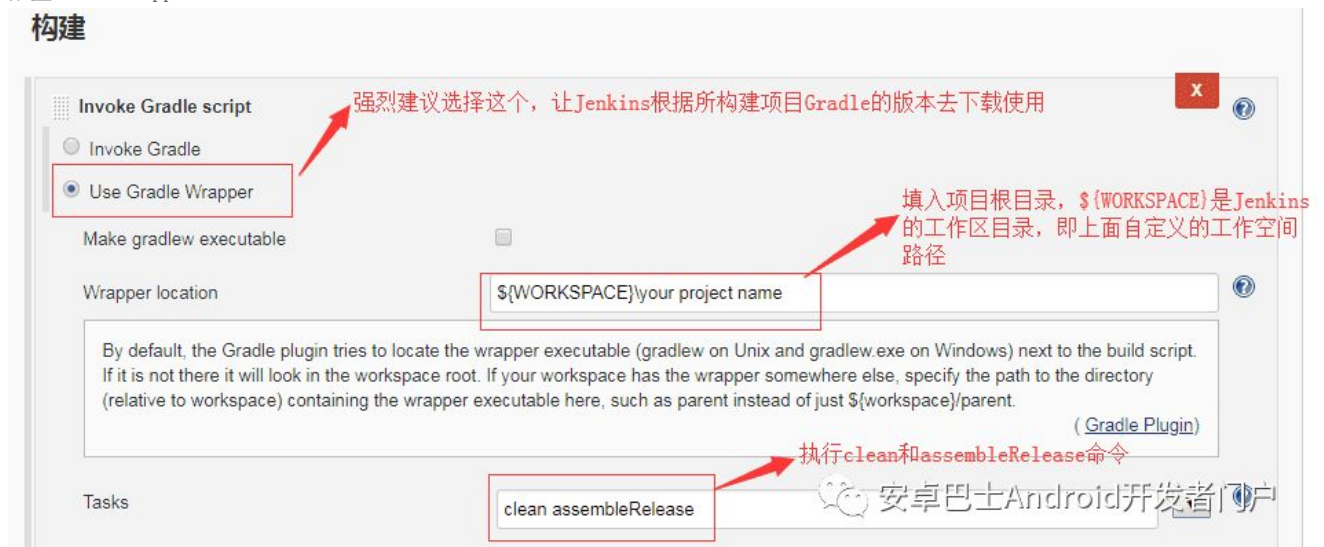 构建
Invoke Gradle script
强烈建议选择这个，让Jenkins根据所构建项目Gradle的版本去下载使用
X
Invoke Gradle
Use Gradle Wrapper
填入项目根目录，${WORKSPACE}是Jenkins
的工作区目录，即上面自定义的工作空间
路径
Make gradlew executable
Wrapper location
${WORKSPACE}\your project name
By default, the Gradle plugin tries to locate the wrapper executable (gradlew on Unix and gradlew.exe on Windows) next to the build script.
If it is not there it will look in the workspace root. If your workspace has the wrapper somewhere else, specify the path to the directory
(relative to workspace) containing the wrapper executable here, such as parent instead of just ${workspace}/parent.
( Gradle Plugin)
执行clean和assembleRelease命令
Tasks
clean assembleRelease
安卓巴士Android开发者门户